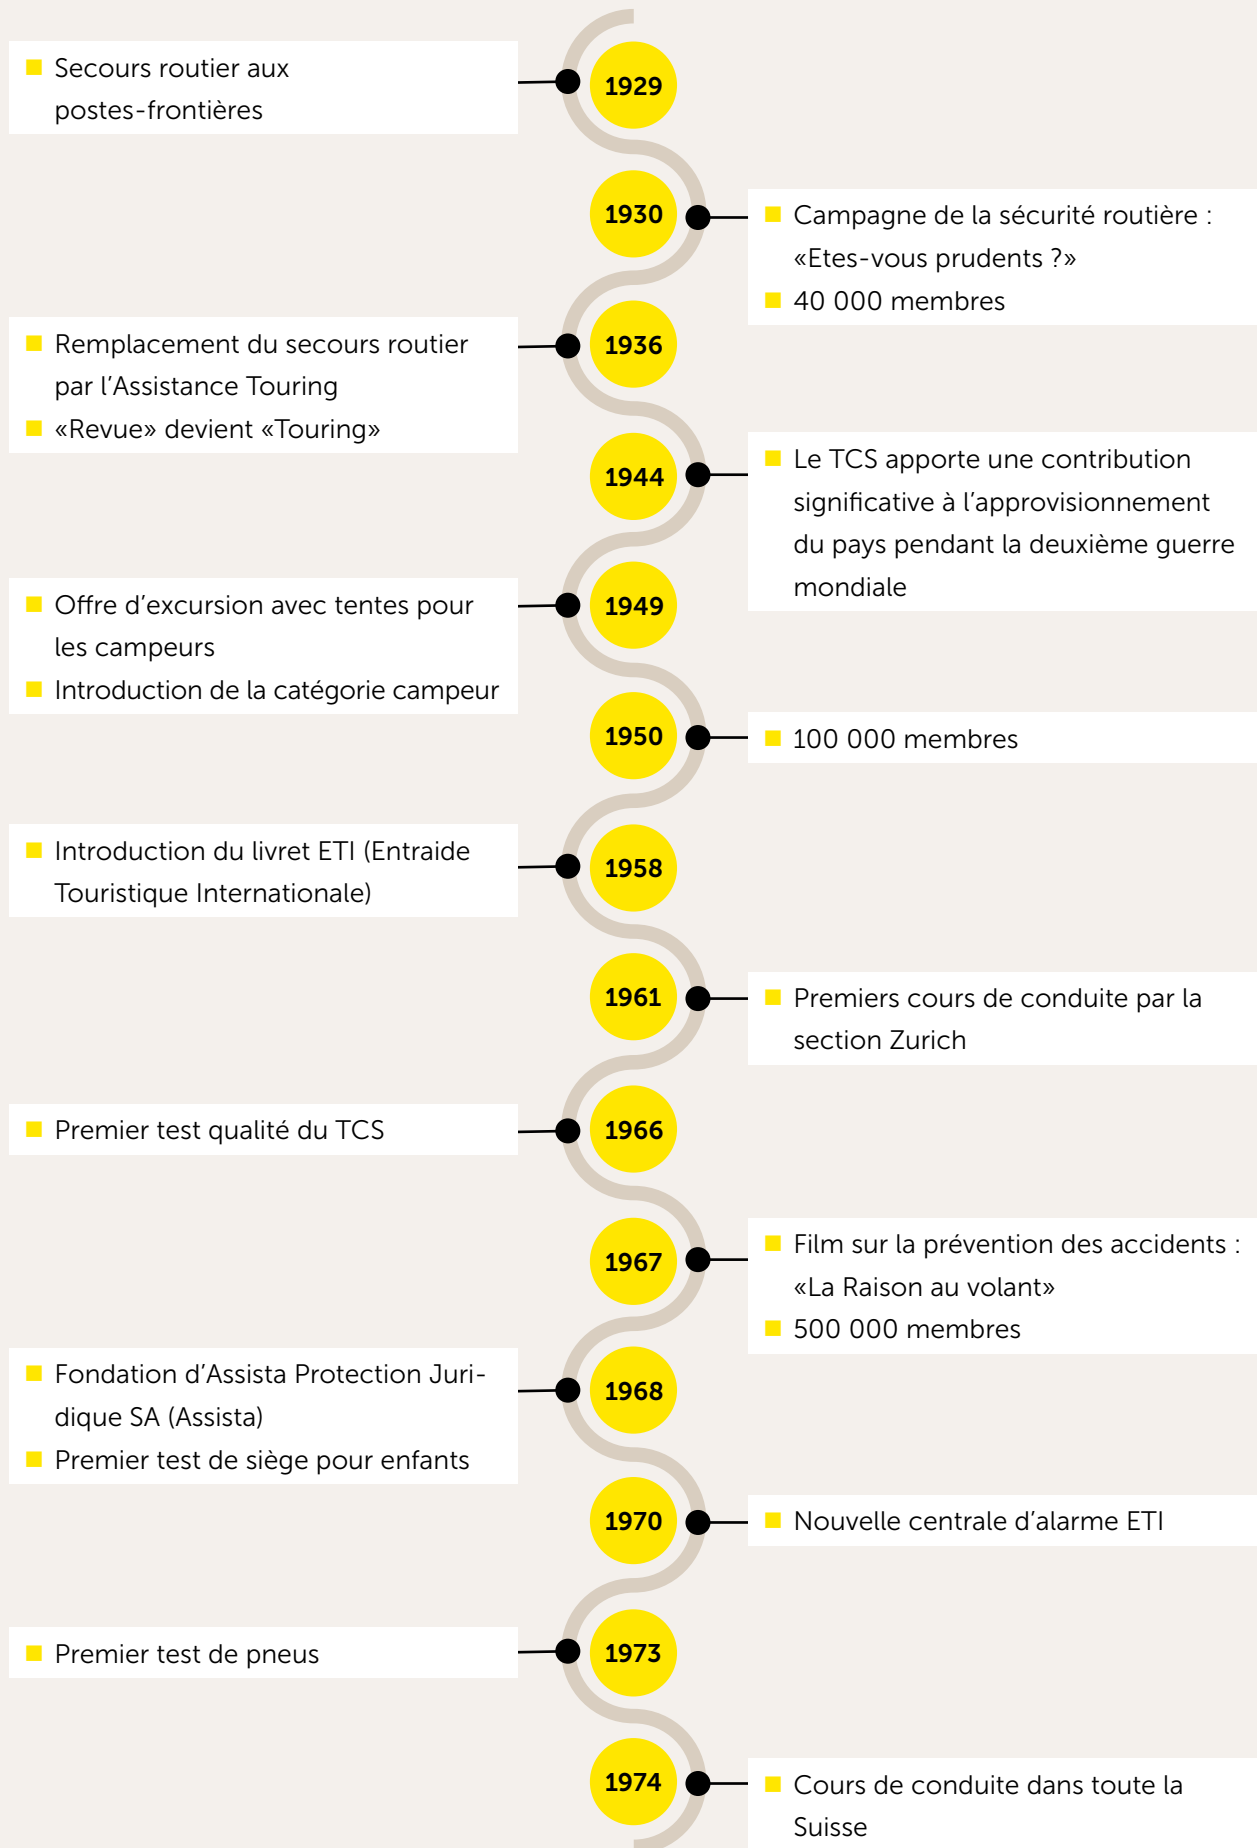 1929
Secours routier aux
postes-frontières
1930
Campagne de la sécurité routière :
«Etes-vous prudents ?»
40 000 membres
1936
Remplacement du secours routier
par l’Assistance Touring
«Revue» devient «Touring»
1944
Le TCS apporte une contribution
significative à l’approvisionnement
du pays pendant la deuxième guerre
mondiale
1949
Offre d’excursion avec tentes pour
les campeurs
Introduction de la catégorie campeur
1950
100 000 membres
1958
Introduction du livret ETI (Entraide
Touristique Internationale)
1961
Premiers cours de conduite par la
section Zurich
1966
Premier test qualité du TCS
1967
Film sur la prévention des accidents :
«La Raison au volant»
500 000 membres
1968
Fondation d’Assista Protection Juri-
dique SA (Assista)
Premier test de siège pour enfants
1970
Nouvelle centrale d’alarme ETI
1973
Premier test de pneus
1974
Cours de conduite dans toute la
Suisse